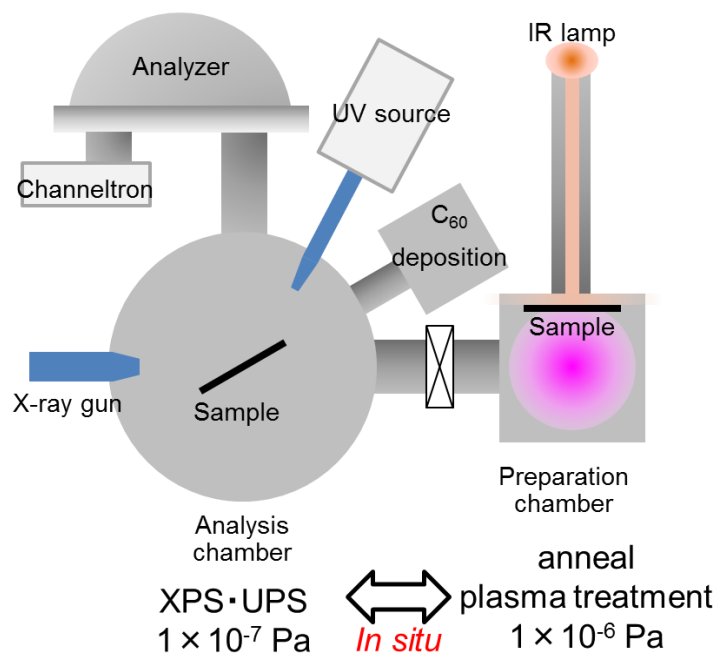 IR lamp
Analyzer
UV source
Channeltron
C₆₀
deposition
Sample
X-ray gun
Sample
Preparation
chamber
Analysis
chamber
anneal
XPS・UPS
plasma treatment
1×10⁻⁷ Pa
In situ
1×10⁻⁶ Pa